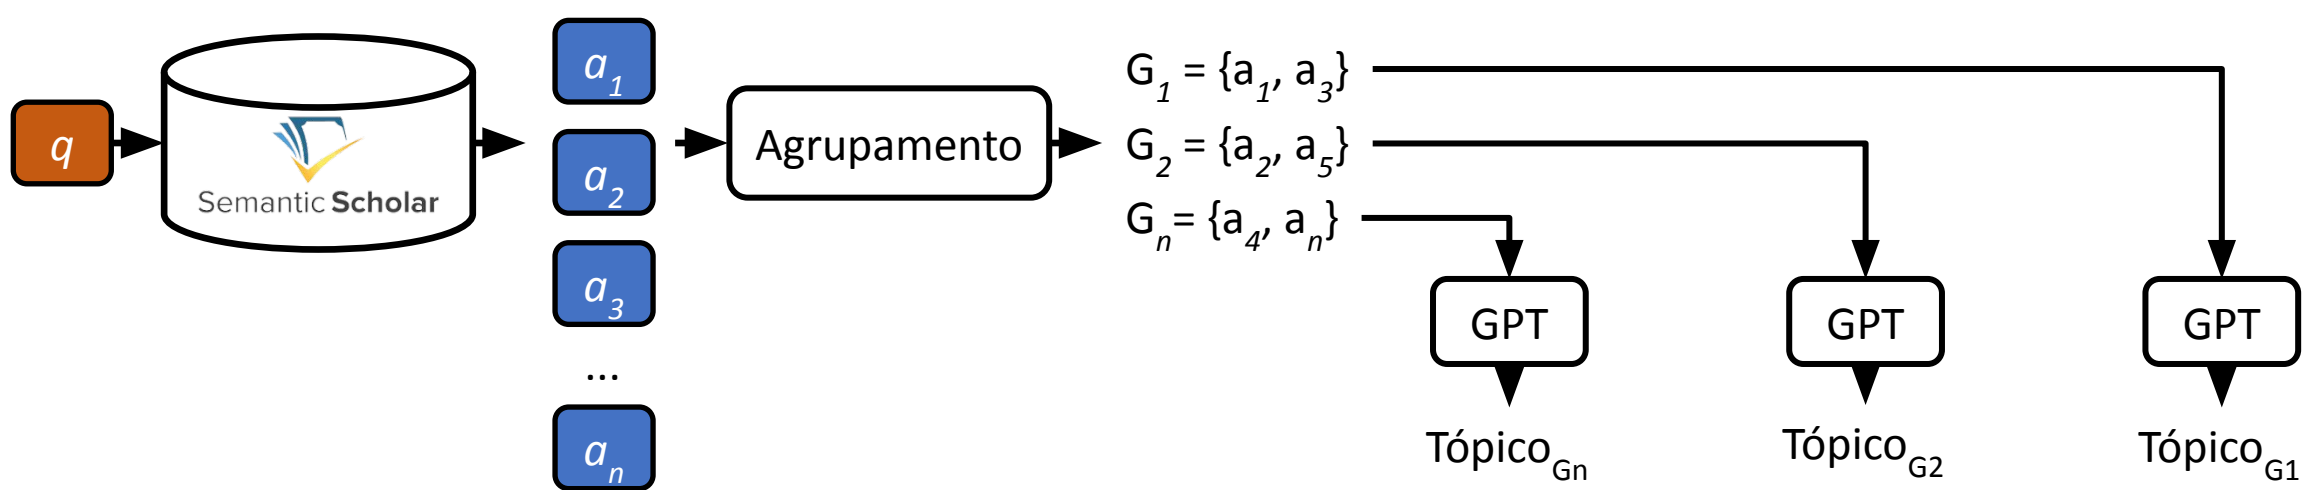 q
Semantic Scholar
a1
a2
a3
...
an
Agrupamento
G1 = {a1, a3}
G2 = {a2, a5}
Gn= {a4, an}
GPT
GPT
GPT
TópicoGn
TópicoG2
TópicoG1